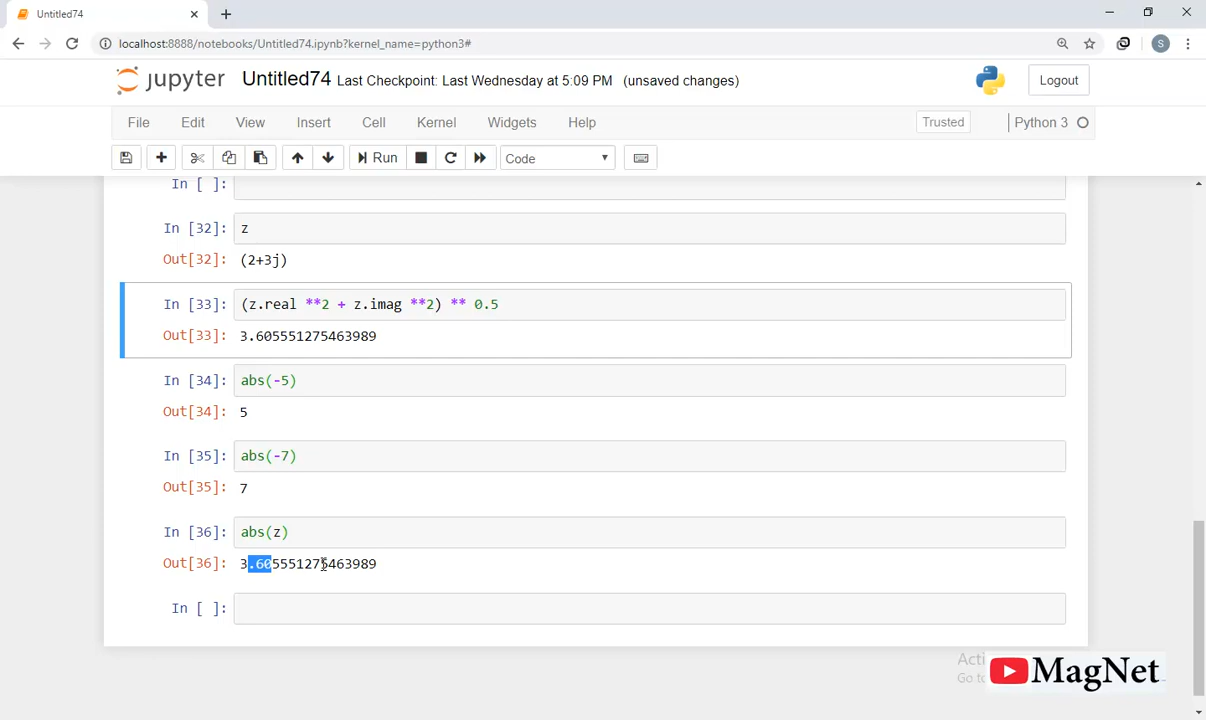 Untitled74
localhost:8888/notebooks/Untitled74.ipynb?kernel_name=python3#
S
jupyter Untitled74 Last Checkpoint: Last Wednesday at 5:09 PM (unsaved changes)
Logout
File Edit View Insert Cell Kernel Widgets Help
Trusted
Python 3
Run
Code
In [ ]:
In [32]: z
Out[32]: (2+3j)
In [33]: (z.real **2 + z.imag **2) ** 0.5
Out[33]: 3.605551275463989
In [34]: abs(-5)
Out[34]: 5
In [35]: abs(-7)
Out[35]: 7
In [36]: abs(z)
Out[36]: 3.605551275463989
In [ ]:
MagNet
Go to